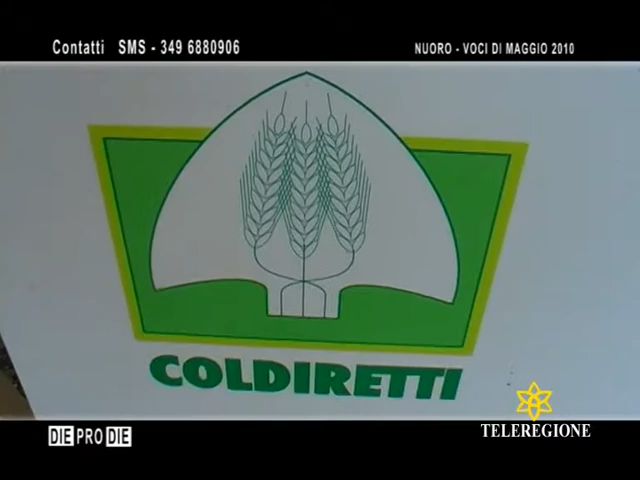 Contatti SMS - 349 6880906
NUORO - VOCI DI MAGGIO 2010
COLDIRETTI
DIE PRO DIE
TELEREGIONE